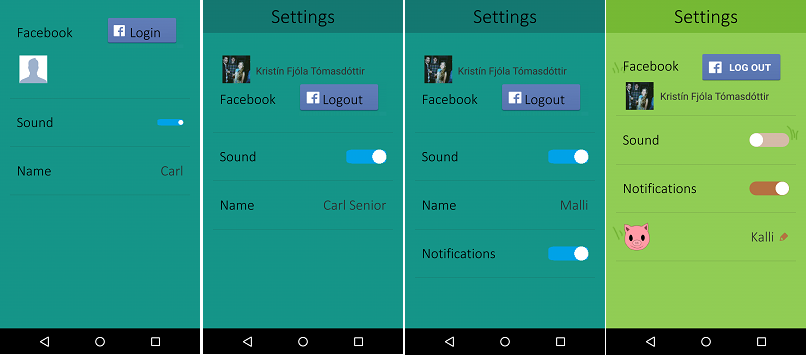 Facebook
Login
Sound
Name
Carl
Settings
Kristín Fjóla Tómasdóttir
Facebook
Logout
Sound
Name
Carl Senior
Settings
Kristín Fjóla Tómasdóttir
Facebook
Logout
Sound
Name
Malli
Notifications
Settings
Facebook
LOG OUT
Kristín Fjóla Tómasdóttir
Sound
Notifications
Kalli